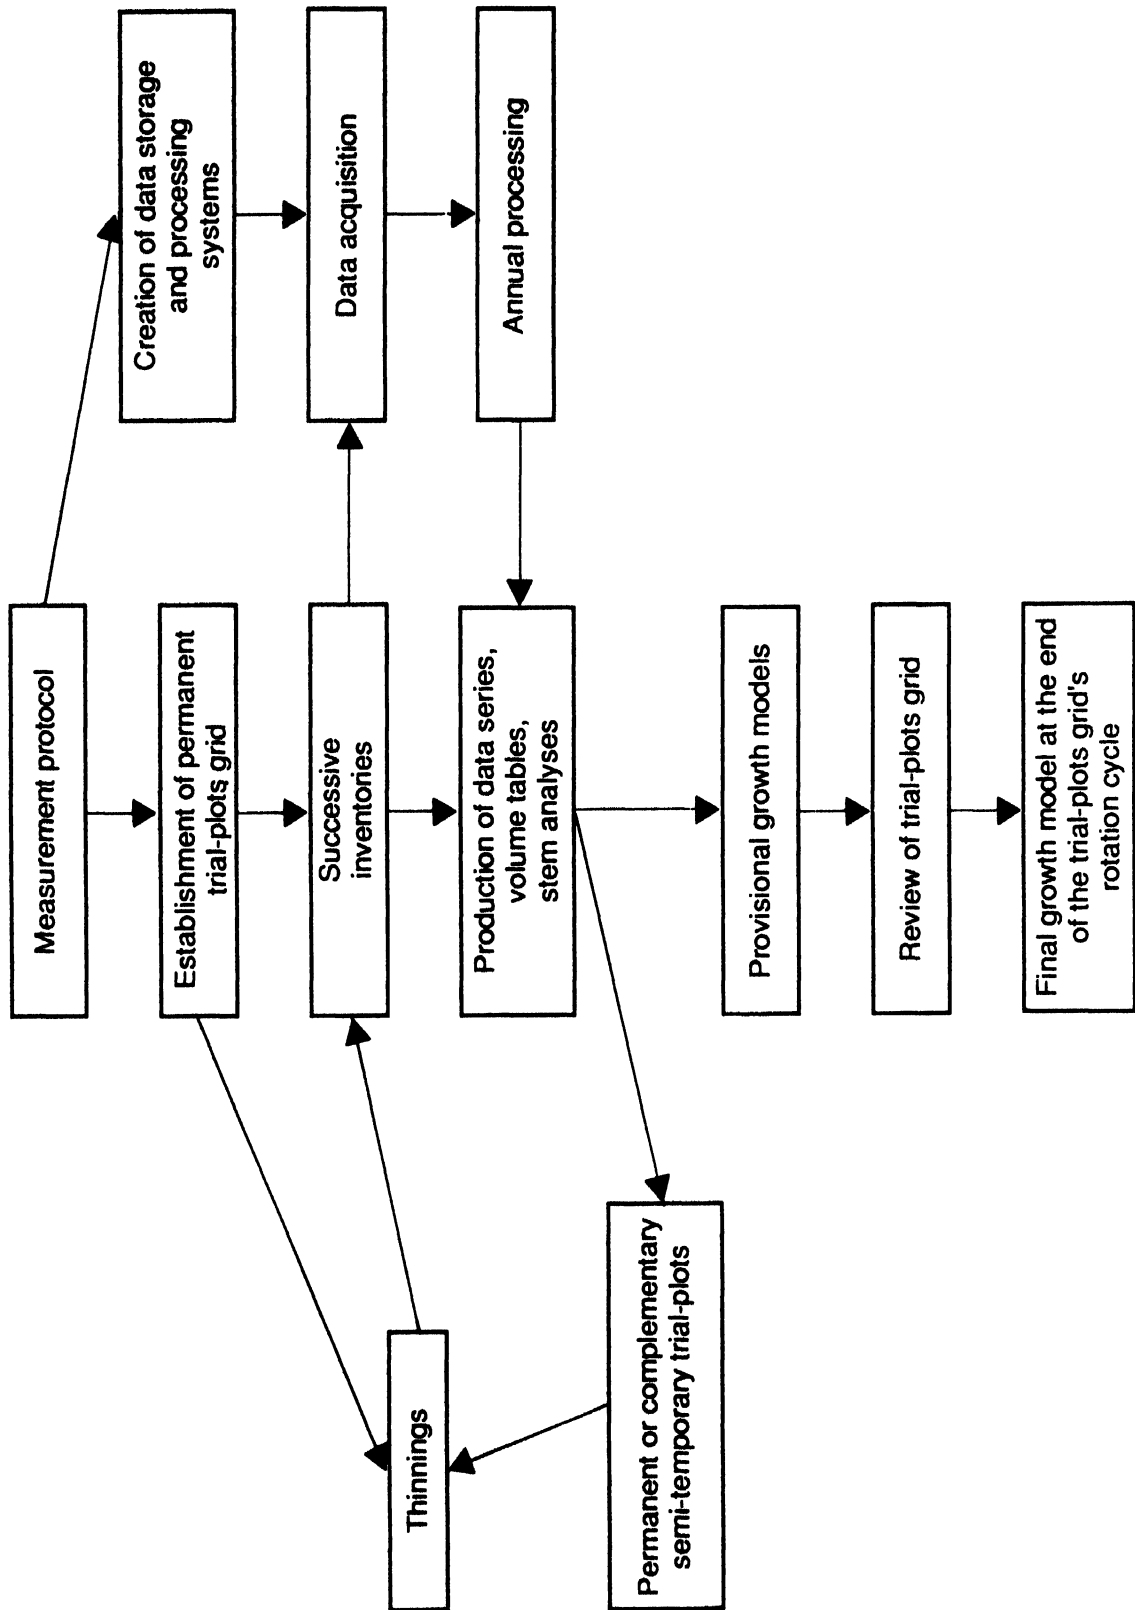 Measurement protocol
Creation of data storage
and processing
systems
Establishment of permanent
trial-plots grid
Successive
inventories
Data acquisition
Thinnings
Production of data series,
volume tables,
stem analyses
Annual processing
Permanent or complementary
semi-temporary trial-plots
Provisional growth models
Review of trial-plots grid
Final growth model at the end
of the trial-plots grid's
rotation cycle